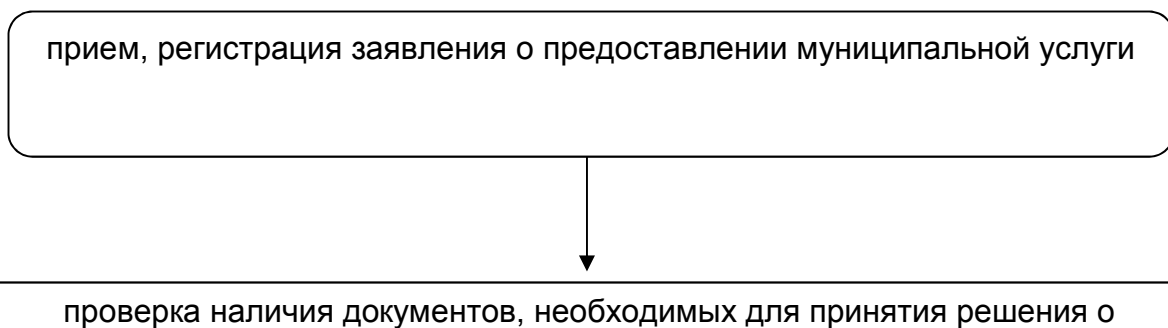 прием, регистрация заявления о предоставлении муниципальной услуги
проверка наличия документов, необходимых для принятия решения о